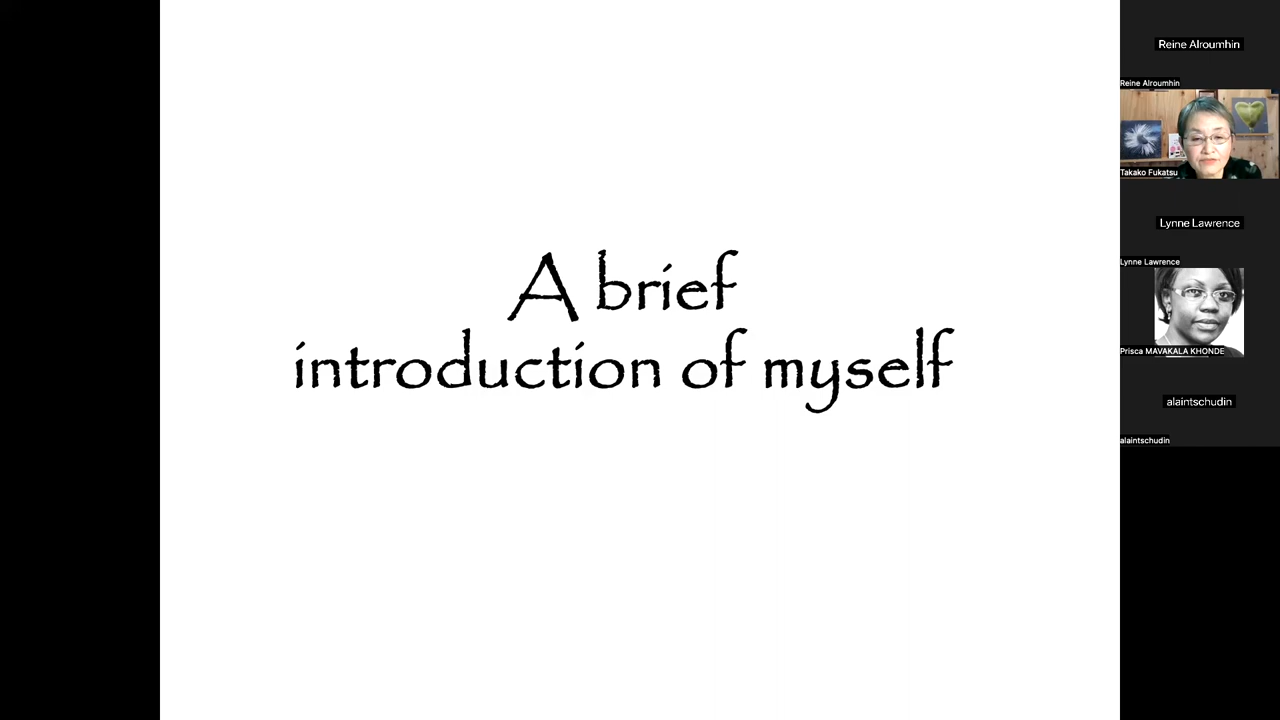 A brief
introduction of myself
Reine Alroumhin
Reine Alroumhin
Takako Fukatsu
Lynne Lawrence
Lynne Lawrence
Prisca MAVAKALA KHONDE
alaintschudin
alaintschudin